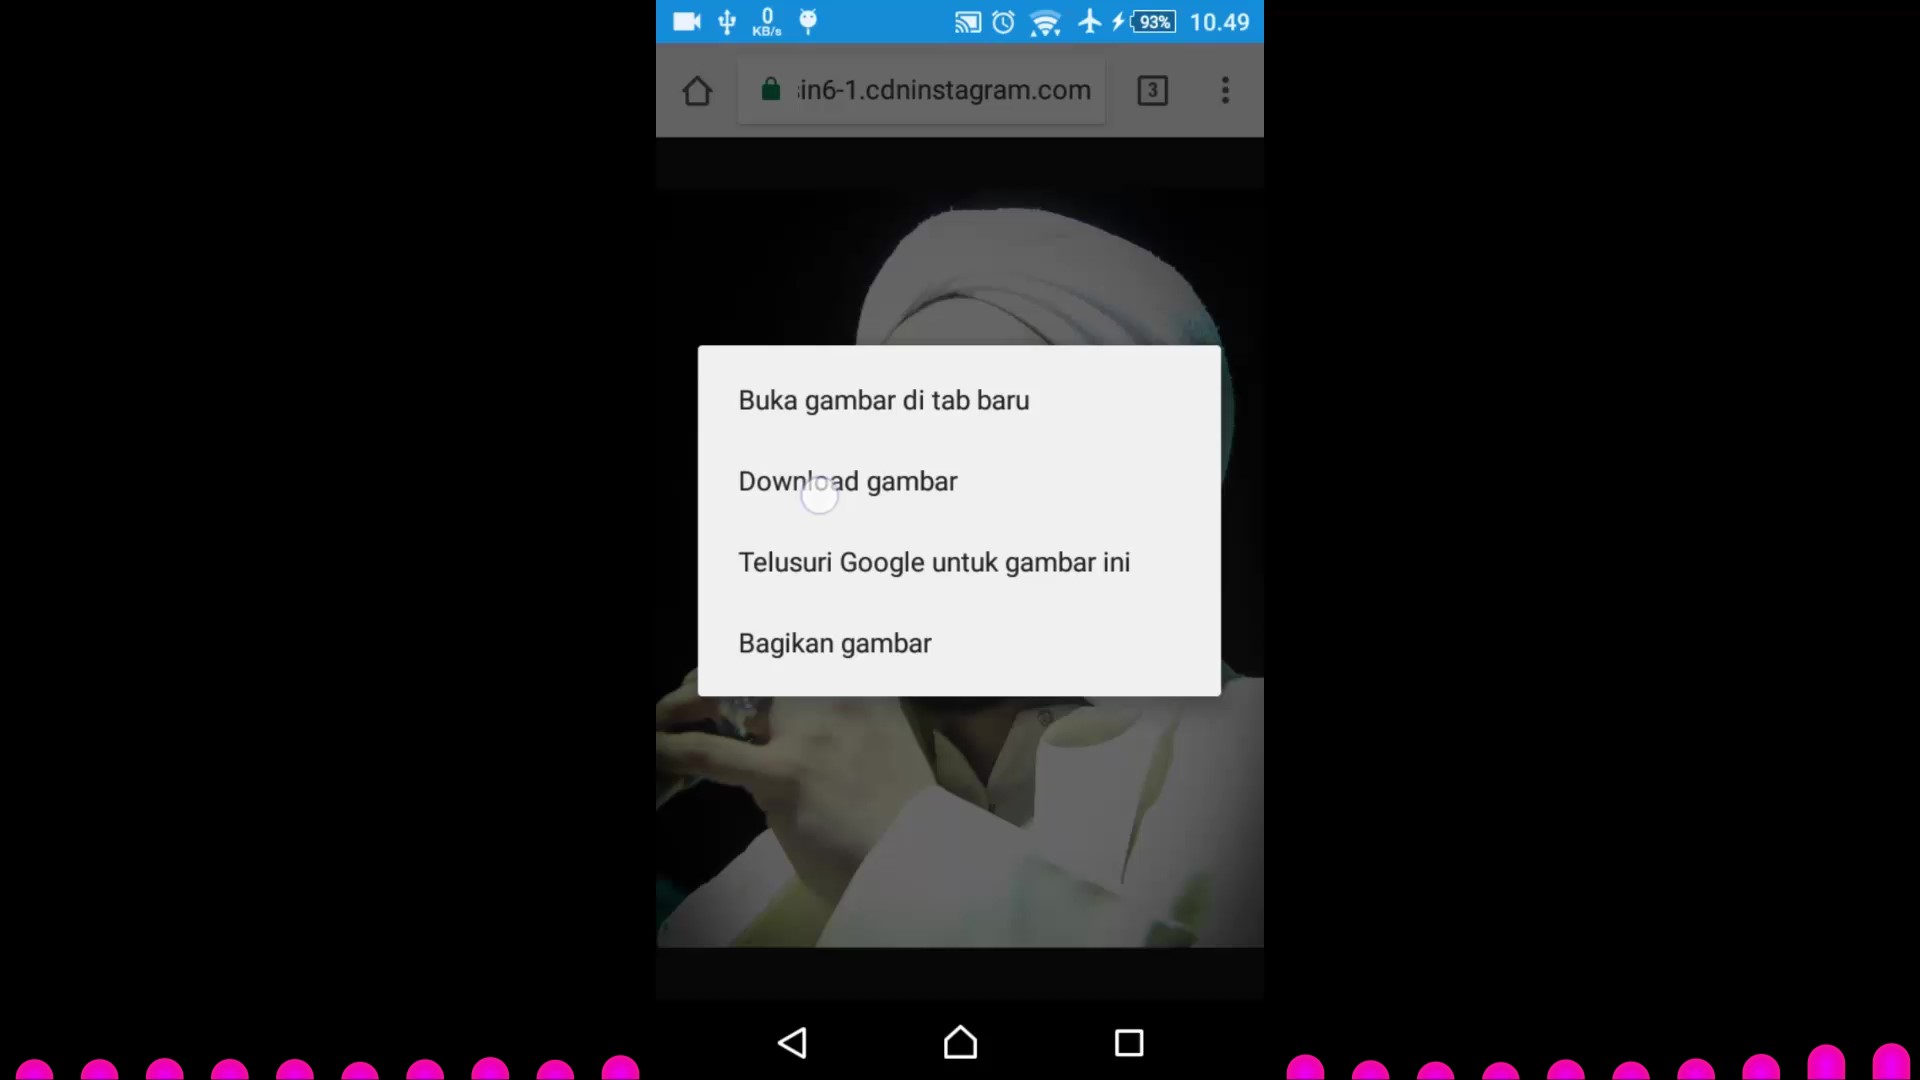 0
KB/s
93%
10.49
in6-1.cdninstagram.com
3
Buka gambar di tab baru
Download gambar
Telusuri Google untuk gambar ini
Bagikan gambar